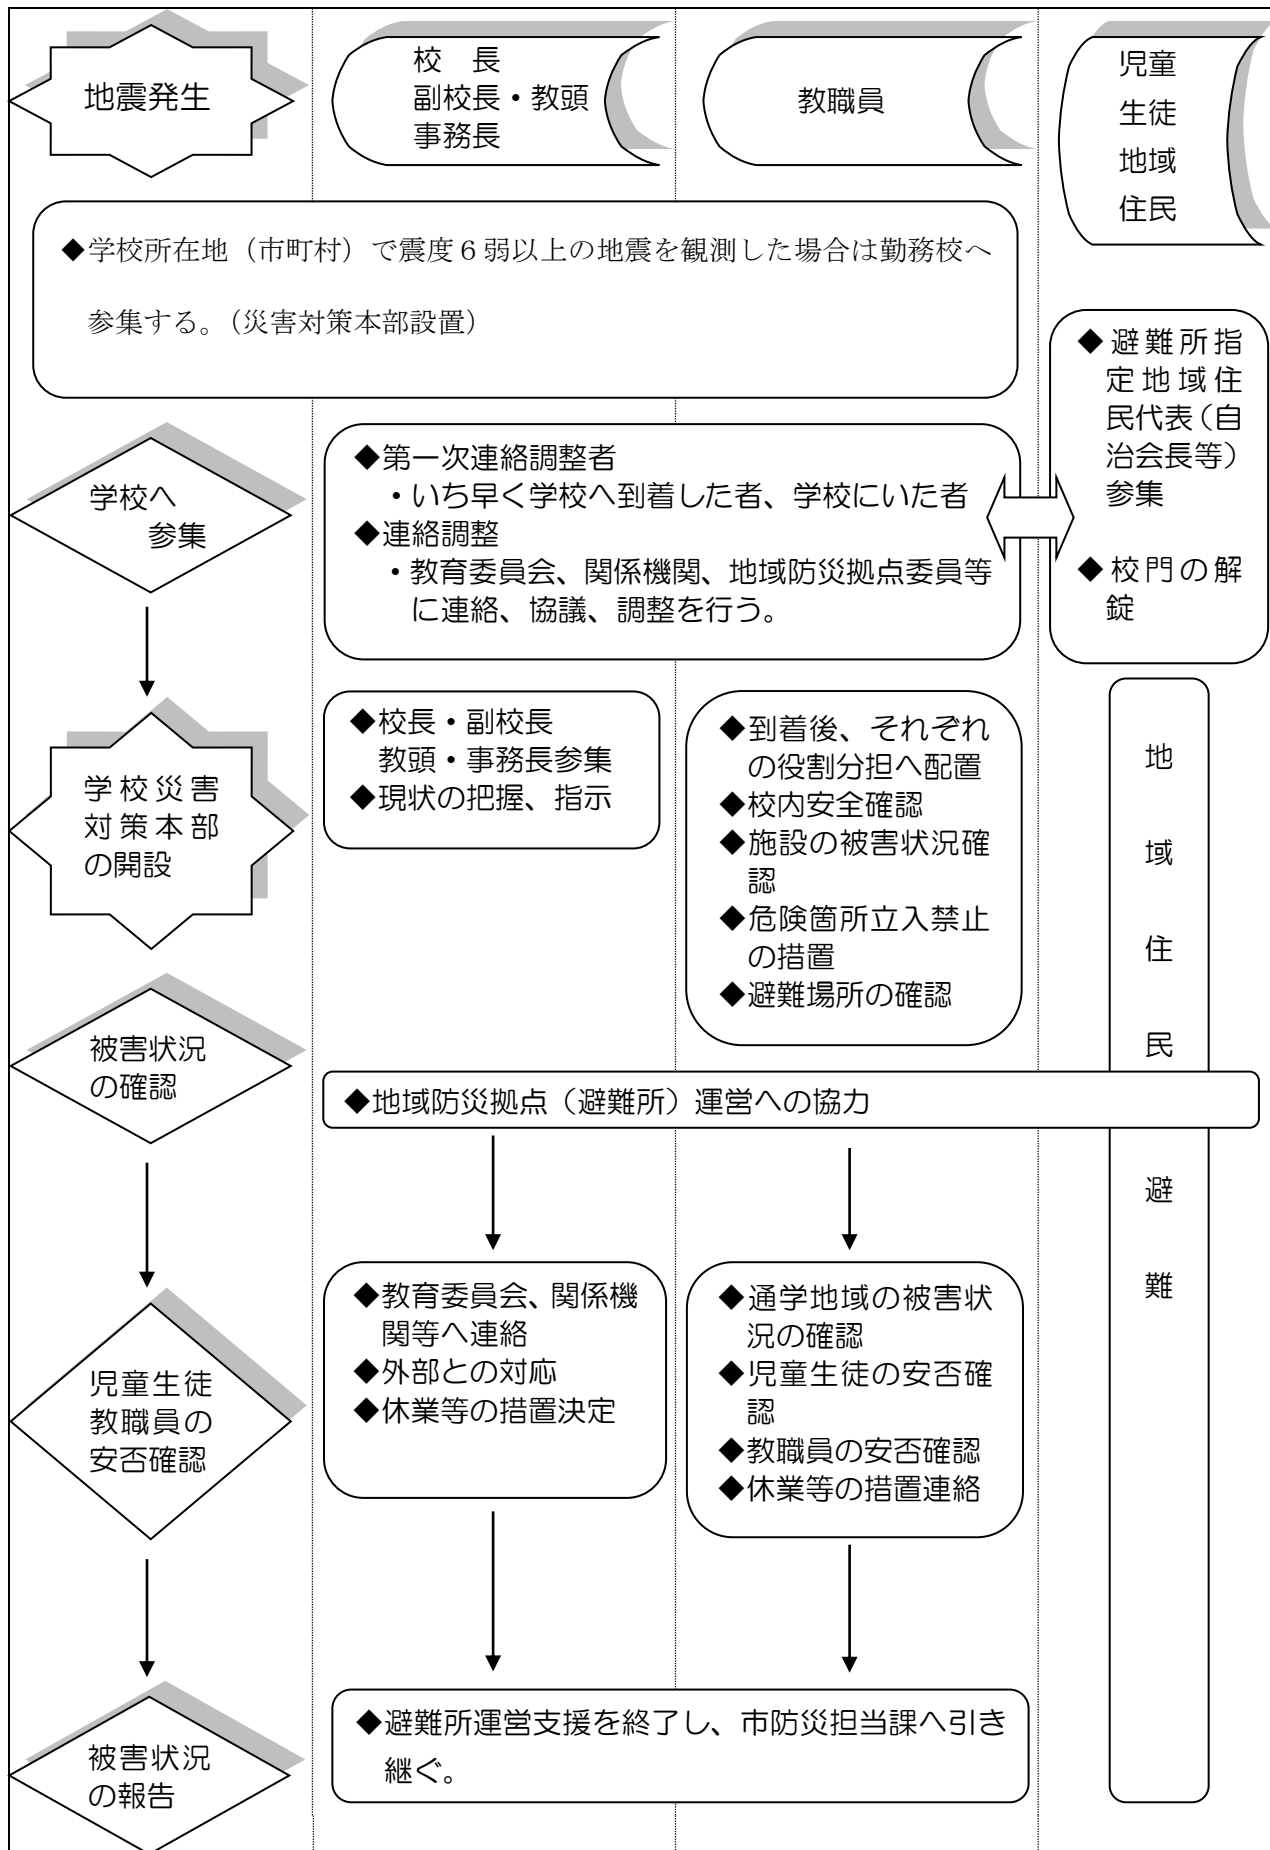 地震発生
校　長
副校長・教頭
事務長
教職員
児童
生徒
地域
住民
◆学校所在地（市町村）で震度６弱以上の地震を観測した場合は勤務校へ
参集する。（災害対策本部設置）
◆避難所指
定地域住
民代表（自
治会長等）
参集
◆校門の解
錠
学校へ
参集
◆第一次連絡調整者
・いち早く学校へ到着した者、学校にいた者
◆連絡調整
・教育委員会、関係機関、地域防災拠点委員等
に連絡、協議、調整を行う。
学校災害
対策本部
の開設
◆校長・副校長
教頭・事務長参集
◆現状の把握、指示
◆到着後、それぞれ
の役割分担へ配置
◆校内安全確認
◆施設の被害状況確
認
◆危険箇所立入禁止
の措置
◆避難場所の確認
地域住民避難
被害状況
の確認
◆地域防災拠点（避難所）運営への協力
児童生徒
教職員の
安否確認
◆教育委員会、関係機
関等へ連絡
◆外部との対応
◆休業等の措置決定
◆通学地域の被害状
況の確認
◆児童生徒の安否確
認
◆教職員の安否確認
◆休業等の措置連絡
被害状況
の報告
◆避難所運営支援を終了し、市防災担当課へ引き
継ぐ。